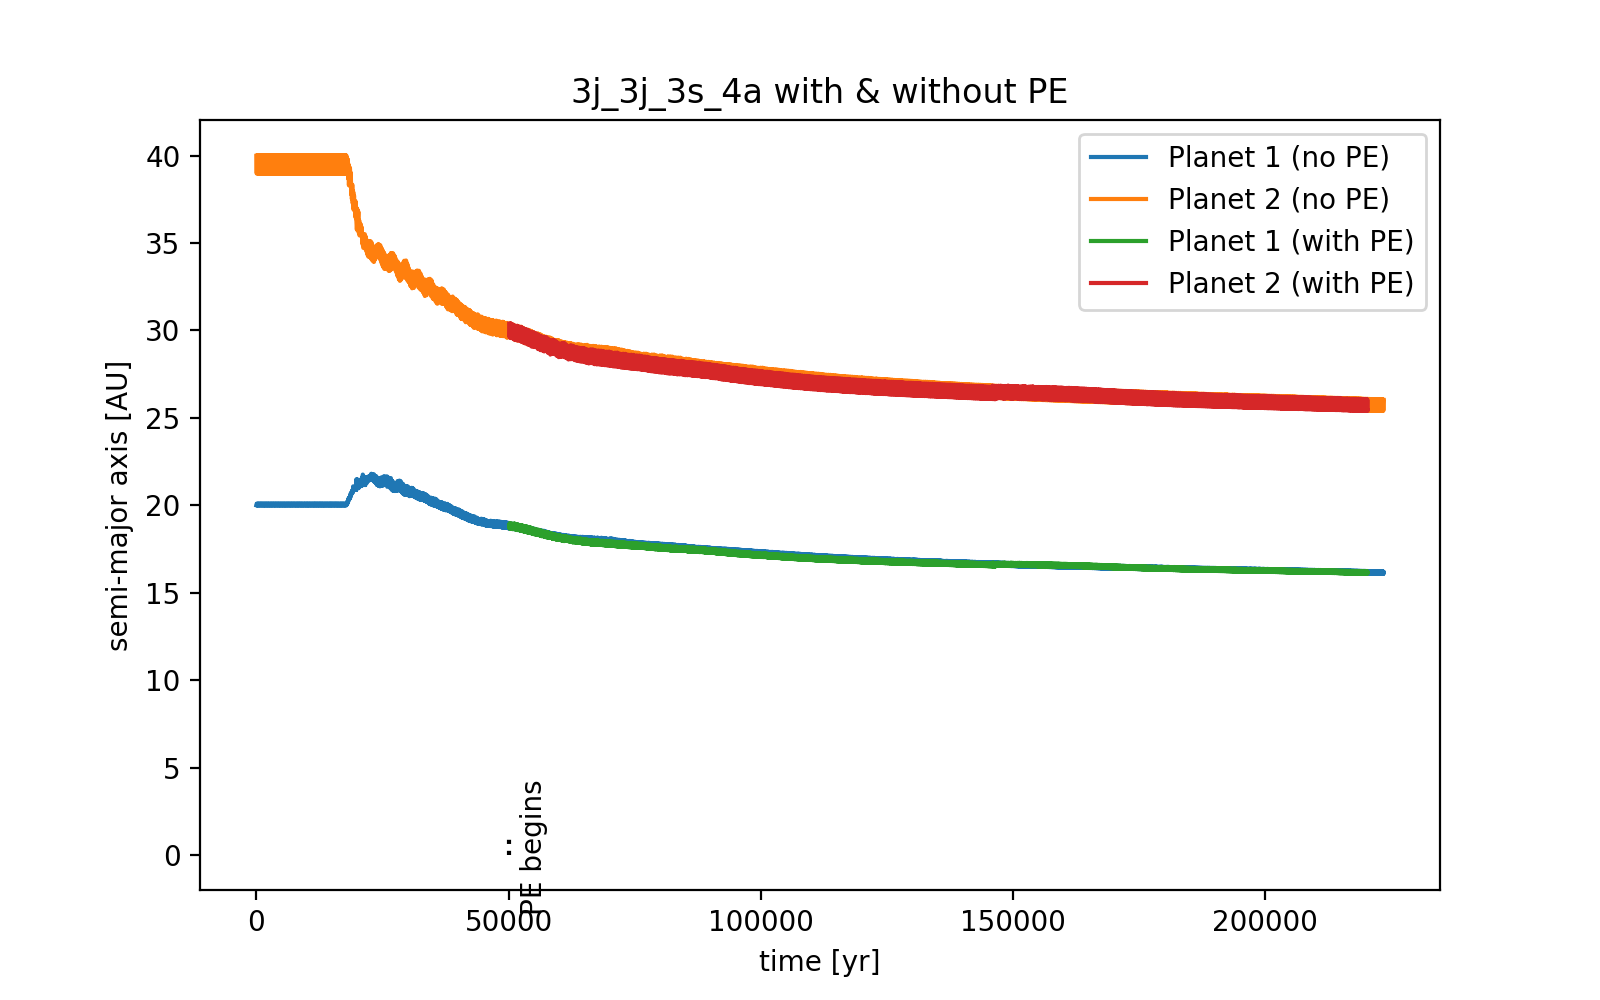 3j_3j_3s_4a with & without PE
Planet 1 (no PE)
Planet 2 (no PE)
Planet 1 (with PE)
Planet 2 (with PE)
semi-major axis [AU]
40
35
30
25
20
15
10
5
0
PE begins
0
50000
100000
150000
200000
time [yr]